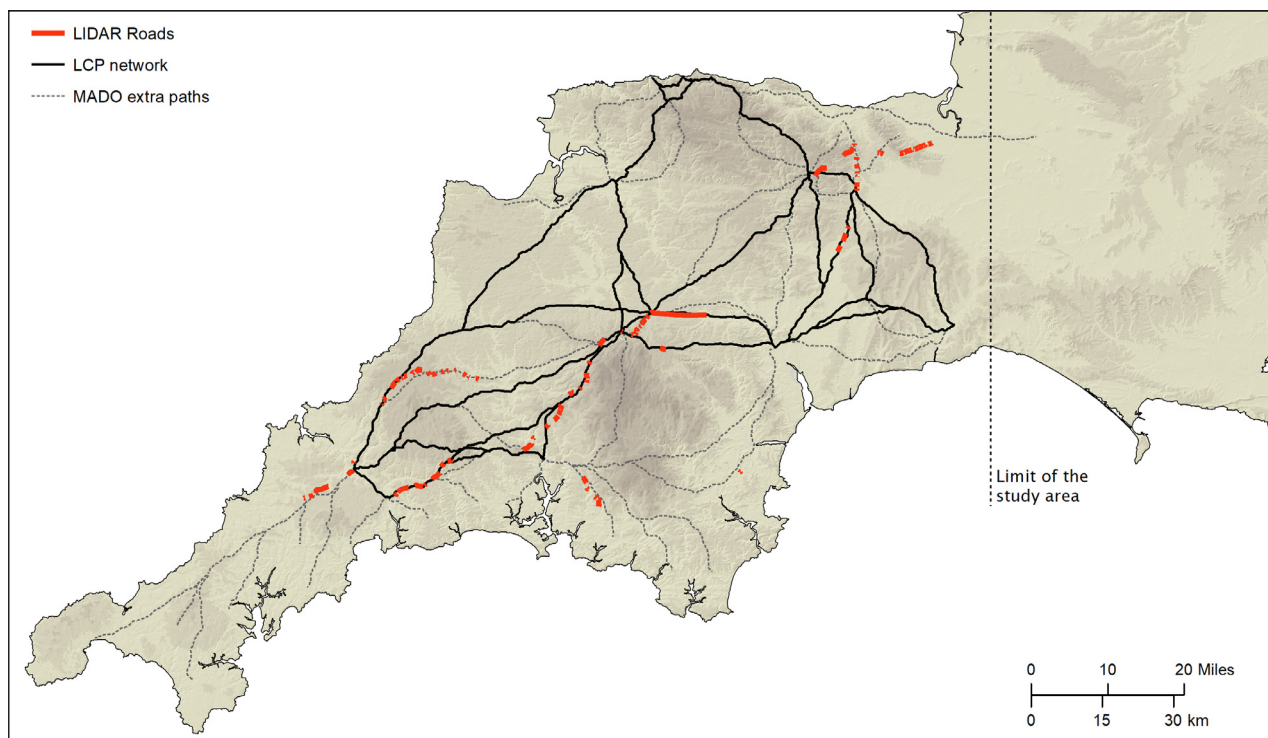 LIDAR Roads
LCP network
MADO extra paths
Limit of the
study area
0 10 20 Miles
0 15 30 km